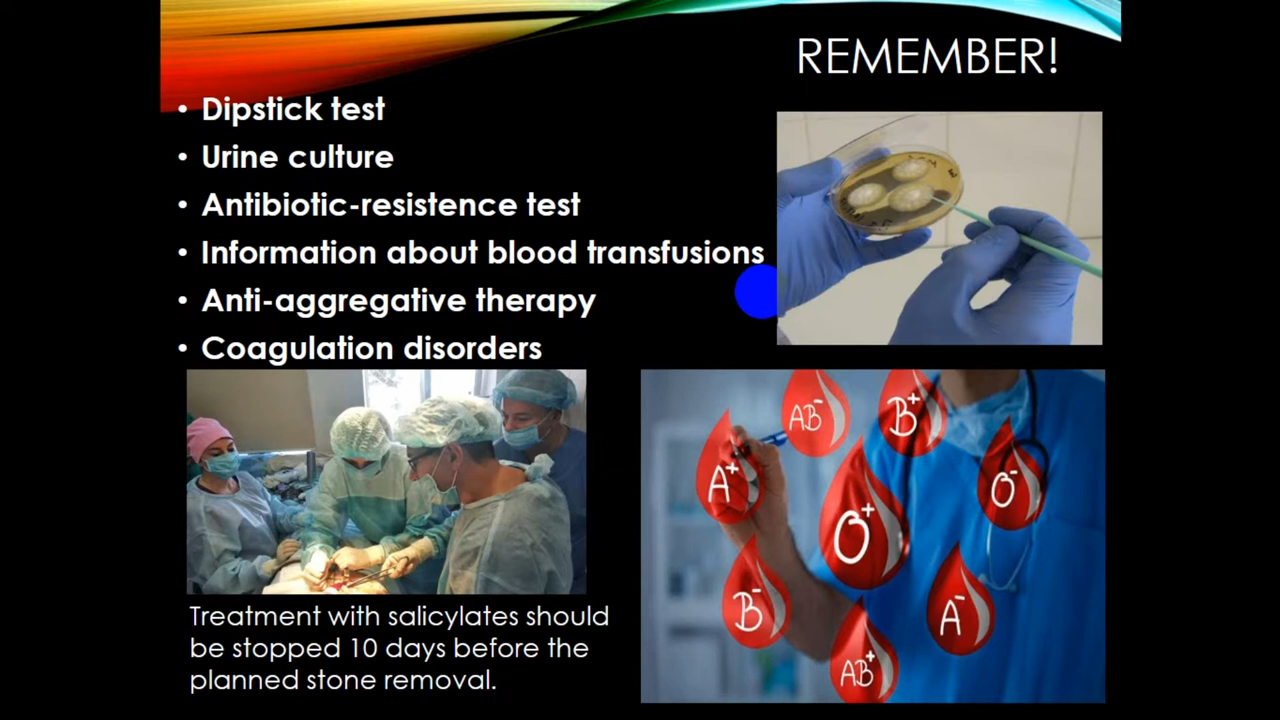 REMEMBER!
• Dipstick test
• Urine culture
• Antibiotic-resistence test
• Information about blood transfusions
• Anti-aggregative therapy
• Coagulation disorders
AB-
B+
A+
O-
O+
B-
A-
AB+
Treatment with salicylates should
be stopped 10 days before the
planned stone removal.